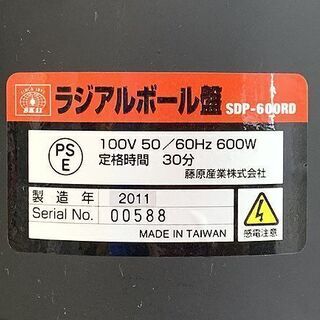 SK11
ラジアルボール盤 SDP-600RD
PS
E
100V 50/60Hz 600W
定格時間 30分
藤原産業株式会社
製造年 2011
Serial No. 00588
MADE IN TAIWAN
感電注意